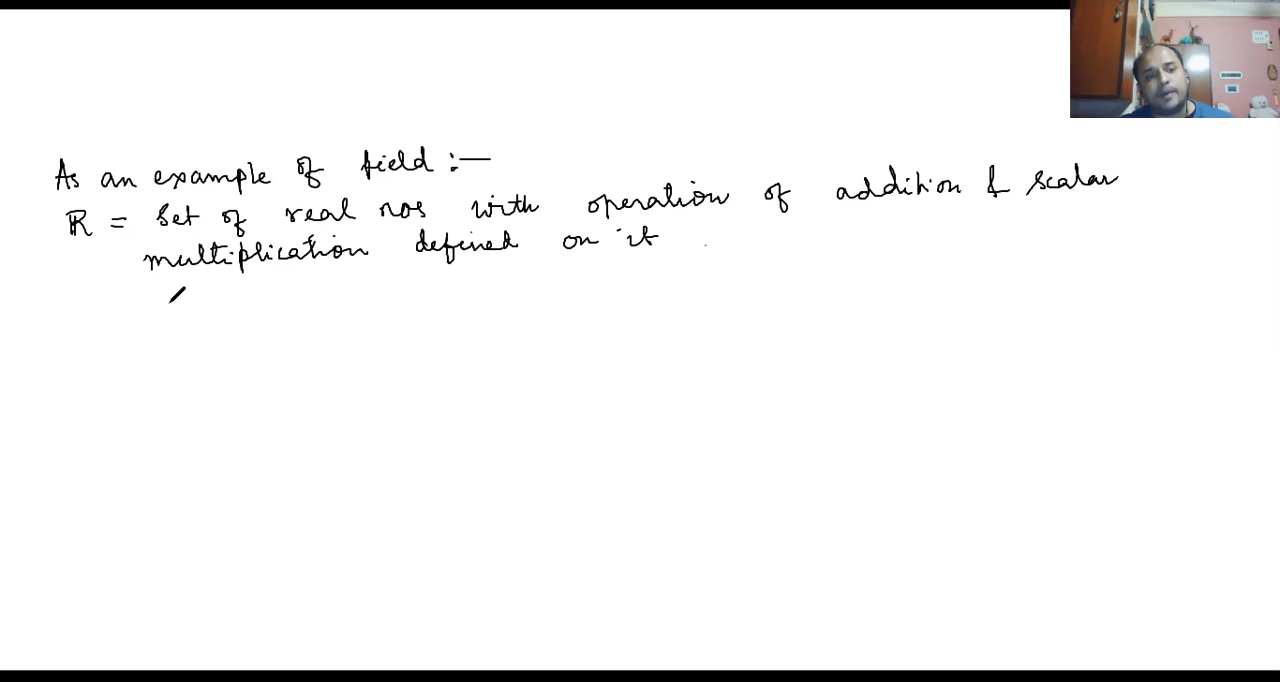 As an example of field :—
ℝ = Set of real nos with operation of addition & scalar
multiplication defined on it